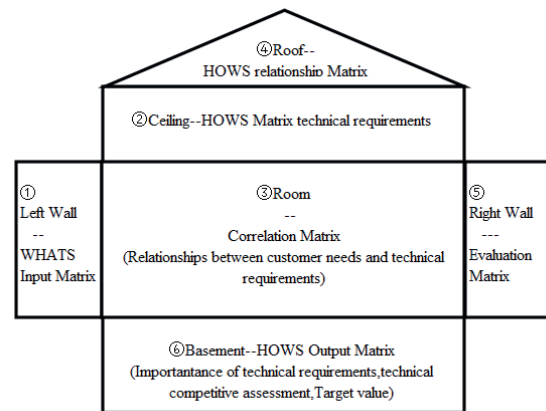 ④Roof--
HOWS relationship Matrix
②Ceiling--HOWS Matrix technical requirements
①
Left Wall
--
WHATS
Input Matrix
③Room
--
Correlation Matrix
(Relationships between customer needs and technical
requirements)
⑤
Right Wall
---
Evaluation
Matrix
⑥Basement--HOWS Output Matrix
(Importantance of technical requirements,technical
competitive assessment,Target value)